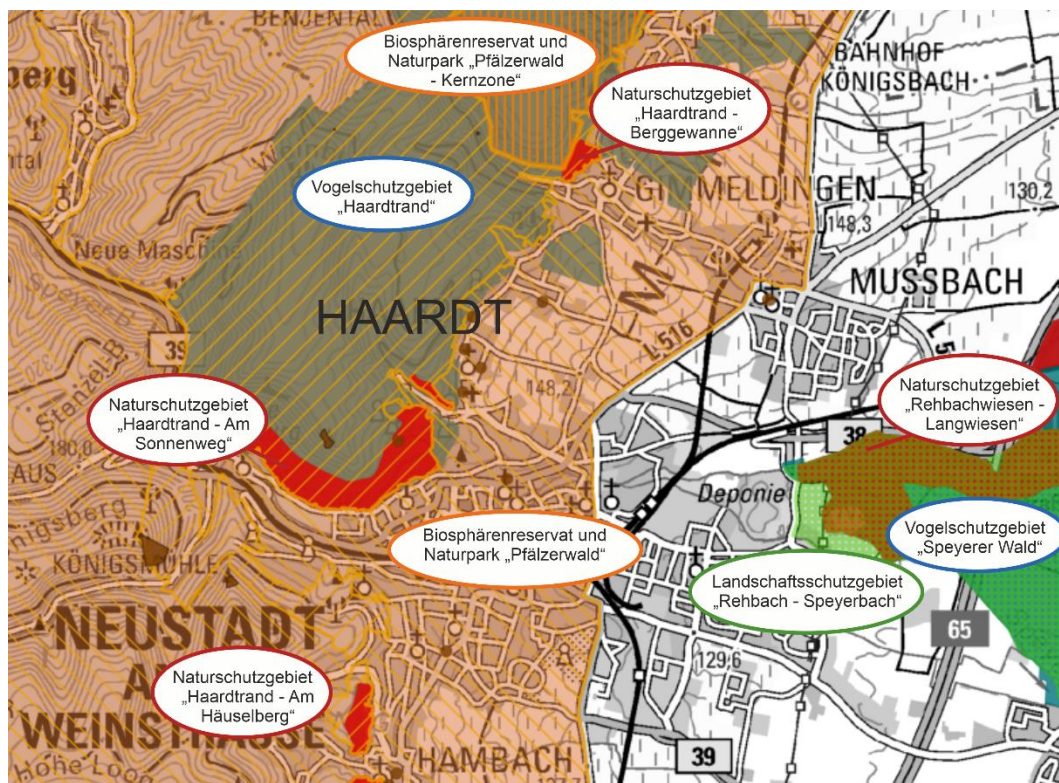 BENJENTAL
Biosphärenreservat und
Naturpark „Pfälzerwald
- Kernzone“
BAHNHOF
KÖNIGSBACH
Naturschutzgebiet
„Haardtrand -
Berggewanne“
Vogelschutzgebiet
„Haardtrand“
GIMMELDINGEN
130,2
148,3
Neue Maschine
MUSSBACH
HAARDT
L 516
39
148,2
Naturschutzgebiet
„Haardtrand - Am
Sonnenweg“
Naturschutzgebiet
„Rehbachwiesen -
Langwiesen“
180,0
38
Deponie
Biosphärenreservat und
Naturpark „Pfälzerwald“
Vogelschutzgebiet
„Speyerer Wald“
KÖNIGSMÜHLE
Landschaftsschutzgebiet
„Rehbach - Speyerbach“
NEUSTADT
65
129,6
Naturschutzgebiet
„Haardtrand - Am
Häuselberg“
WEINSTRASSE
HAMBACH
39
Hohe Loog